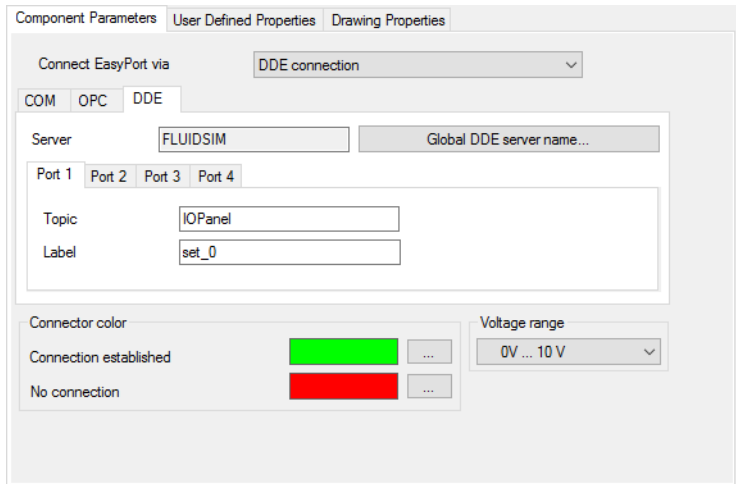 Component Parameters User Defined Properties Drawing Properties
Connect EasyPort via DDE connection
COM OPC DDE
Server FLUIDSIM Global DDE server name...
Port 1 Port 2 Port 3 Port 4
Topic IOPanel
Label set_0
Connector color Voltage range
Connection established ... 0V ... 10 V
No connection ...